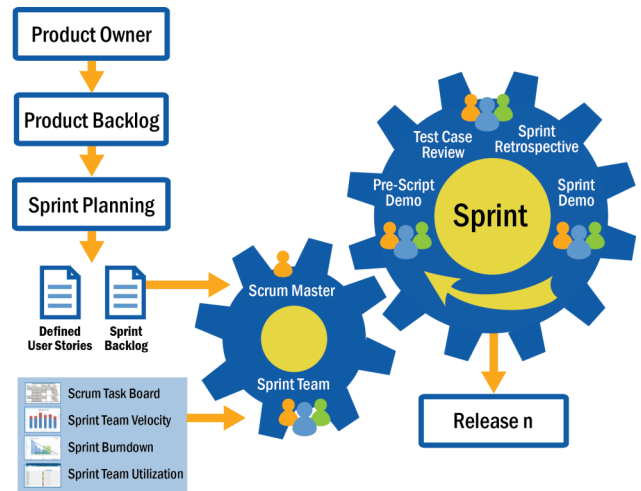 Product Owner
Product Backlog
Sprint Planning
Defined
User Stories
Sprint
Backlog
Scrum Task Board
Sprint Team Velocity
Sprint Burndown
Sprint Team Utilization
Scrum Master
Sprint Team
Test Case
Review
Sprint
Retrospective
Pre-Script
Demo
Sprint
Sprint
Demo
Release n